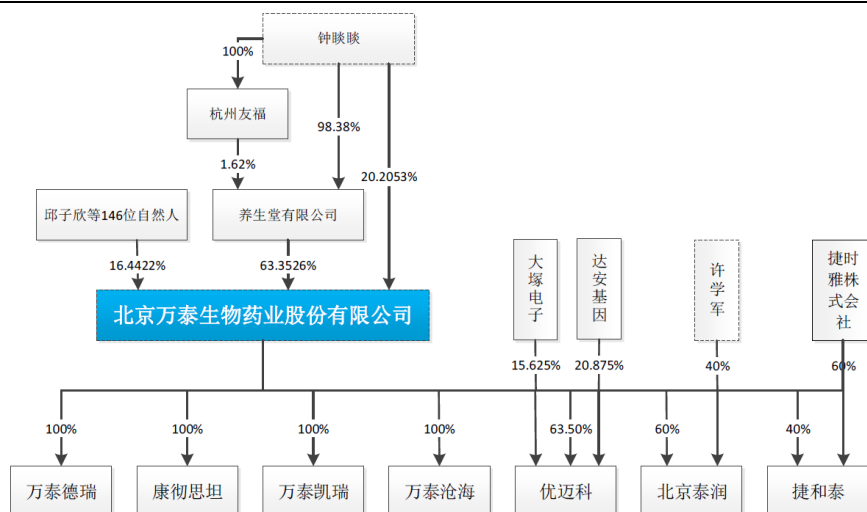 钟睒睒
100%
杭州友福
98.38%
1.62%
20.2053%
邱子欣等146位自然人
养生堂有限公司
16.4422%
63.3526%
大塚电子
达安基因
许学军
捷时雅株式会社
北京万泰生物药业股份有限公司
15.625%
20.875%
40%
60%
100%
100%
100%
100%
63.50%
60%
40%
万泰德瑞
康彻思坦
万泰凯瑞
万泰沧海
优迈科
北京泰润
捷和泰